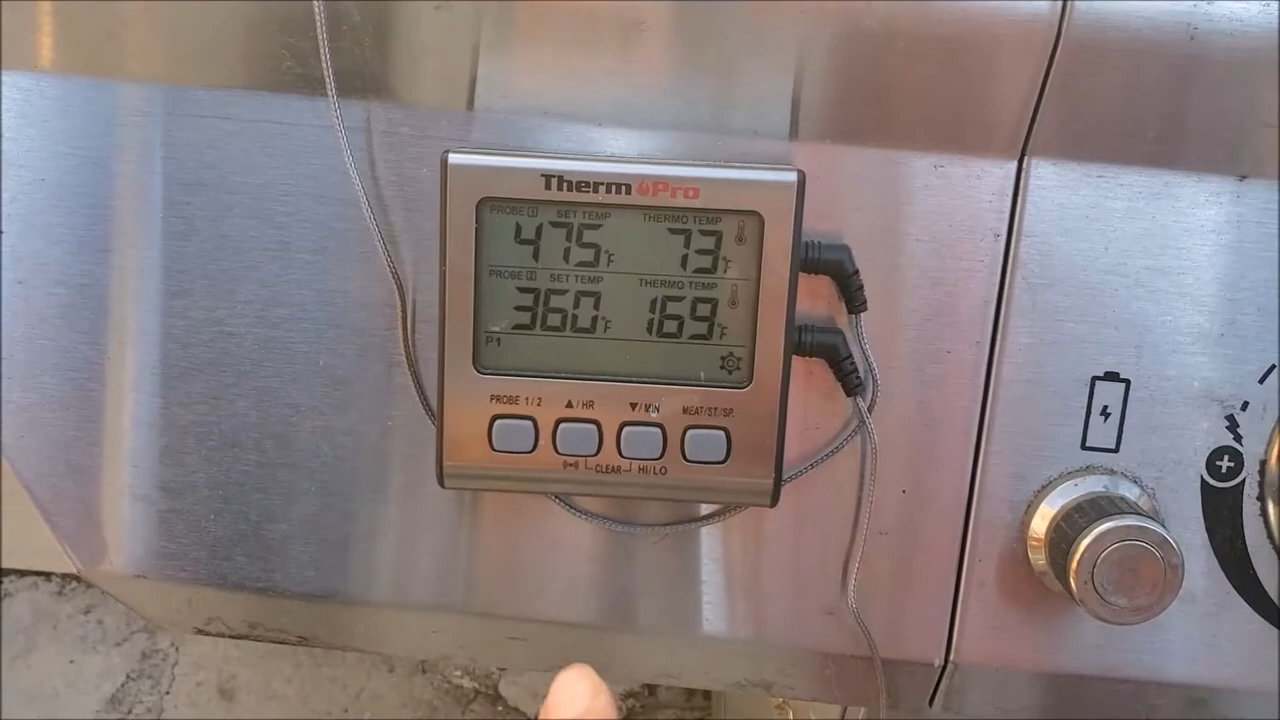 ThermoPro
PROBE 1 SET TEMP THERMO TEMP
475°F 73°F
PROBE 2 SET TEMP THERMO TEMP
360°F 169°F
P1
PROBE 1/2 ▲/HR ▼/MIN MEAT/ST/SP.
CLEAR HI/LO